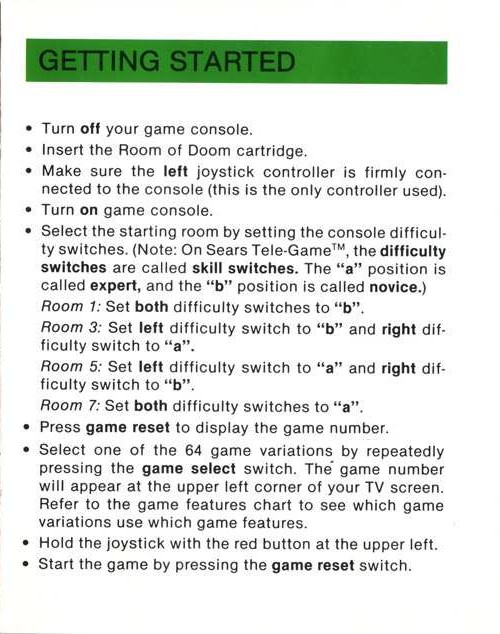 GETTING STARTED
• Turn off your game console.
• Insert the Room of Doom cartridge.
• Make sure the left joystick controller is firmly con-
nected to the console (this is the only controller used).
• Turn on game console.
• Select the starting room by setting the console difficul-
ty switches. (Note: On Sears Tele-Game™, the difficulty
switches are called skill switches. The “a” position is
called expert, and the “b” position is called novice.)
Room 1: Set both difficulty switches to “b”.
Room 3: Set left difficulty switch to “b” and right dif-
ficulty switch to “a”.
Room 5: Set left difficulty switch to “a” and right dif-
ficulty switch to “b”.
Room 7: Set both difficulty switches to “a”.
• Press game reset to display the game number.
• Select one of the 64 game variations by repeatedly
pressing the game select switch. The game number
will appear at the upper left corner of your TV screen.
Refer to the game features chart to see which game
variations use which game features.
• Hold the joystick with the red button at the upper left.
• Start the game by pressing the game reset switch.